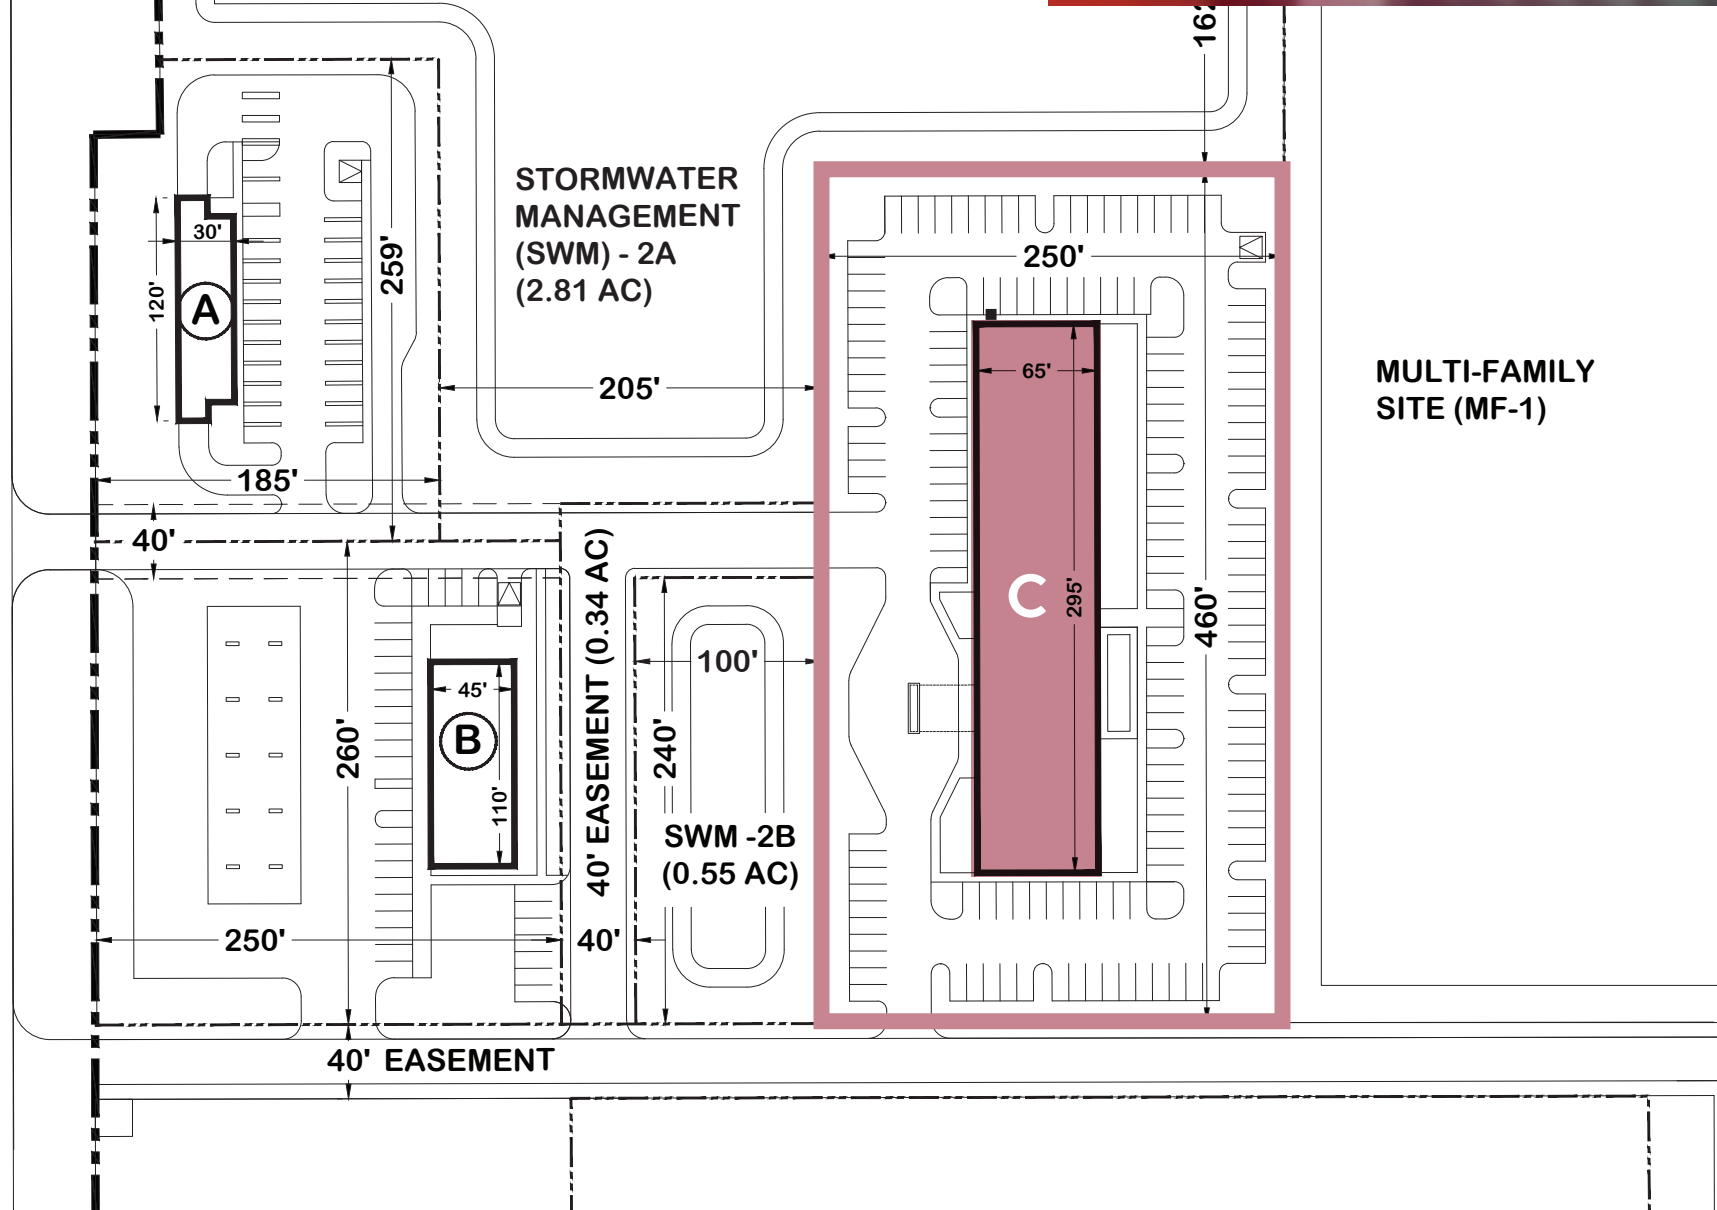 STORMWATER
MANAGEMENT
(SWM) - 2A
(2.81 AC)
30'
120'
A
259'
250'
65'
205'
MULTI-FAMILY
SITE (MF-1)
185'
40'
C
295'
460'
40' EASEMENT (0.34 AC)
100'
45'
B
110'
260'
240'
SWM -2B
(0.55 AC)
250'
40'
40' EASEMENT